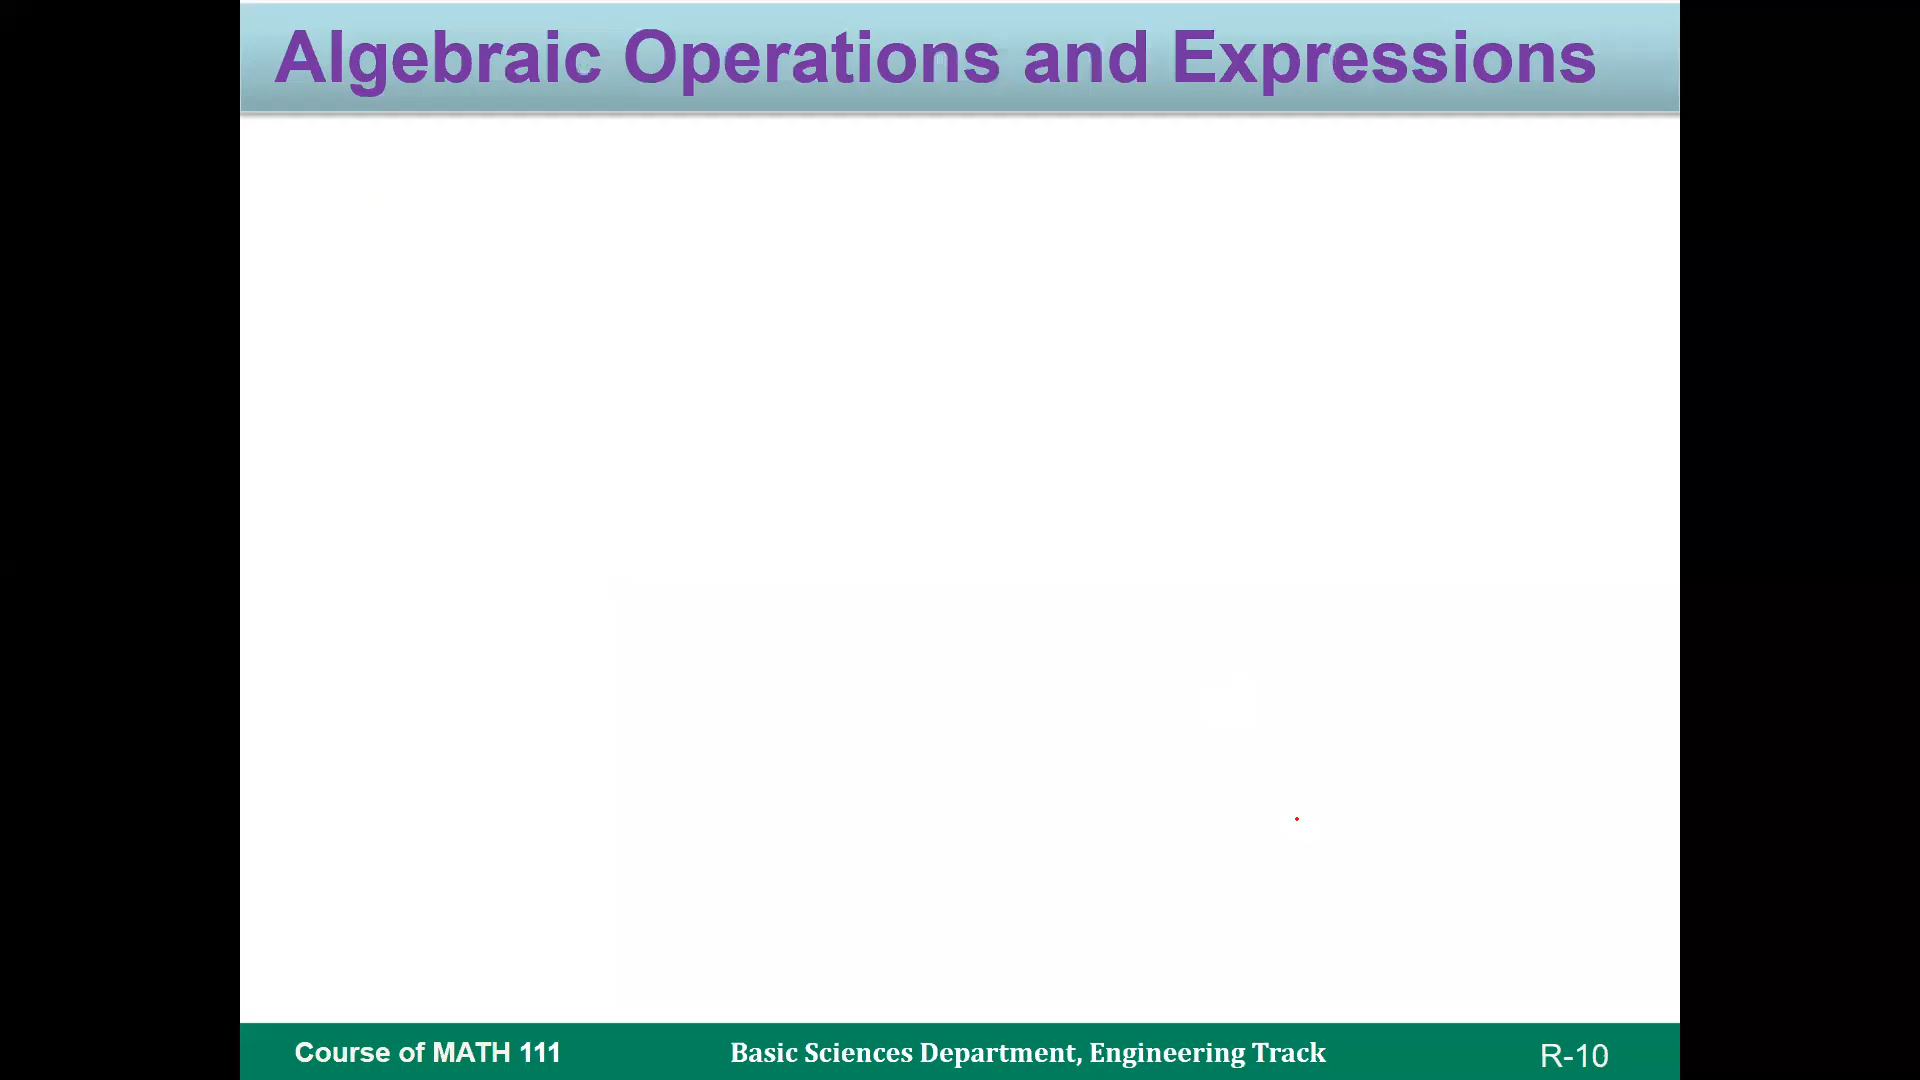 Algebraic Operations and Expressions
Course of MATH 111
Basic Sciences Department, Engineering Track
R-10